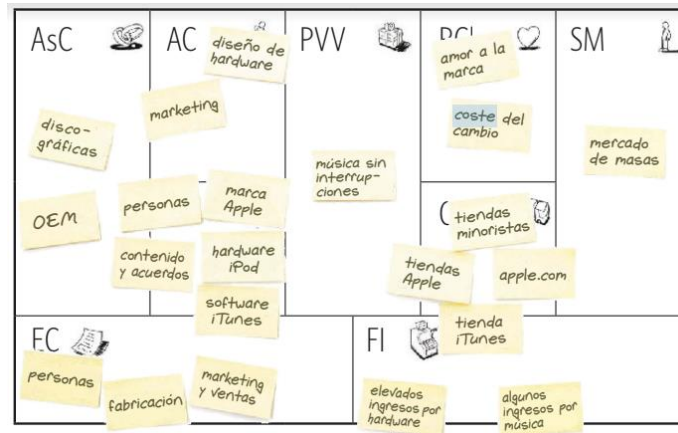 AsC
disco-
gráficas
OEM
AC
diseño de
hardware
marketing
personas
marca
Apple
contenido
y acuerdos
hardware
iPod
software
iTunes
PVV
música sin
interrup-
ciones
RCl
amor a la
marca
coste del
cambio
C
tiendas
minoristas
tiendas
Apple
apple.com
tienda
iTunes
SM
mercado
de masas
EC
personas
fabricación
marketing
y ventas
FI
elevados
ingresos por
hardware
algunos
ingresos por
música